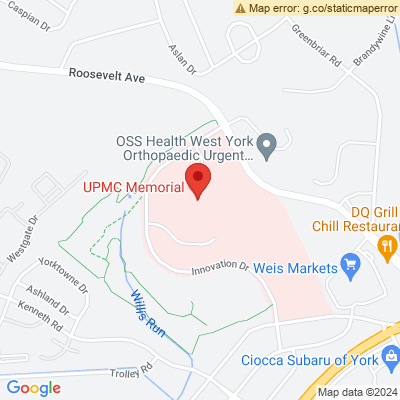 Caspian Dr
Map error: g.co/staticmaperror
Greenbriar Rd
Brandywine L
Aslan Dr
Roosevelt Ave
OSS Health West York
Orthopaedic Urgent...
UPMC Memorial
DQ Grill
Chill Restaura
Westgate Dr
Yorktowne Dr
Innovation Dr
Weis Markets
Willis Run
Ashland Dr
Kenneth Rd
Trolley Rd
Ciocca Subaru of York
Google
Map data ©2024